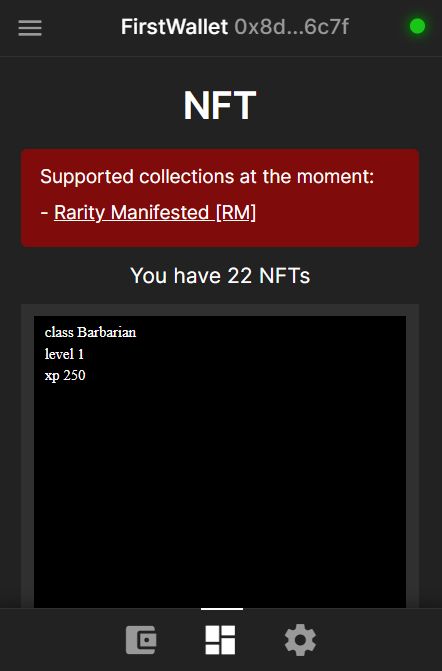 FirstWallet 0x8d...6c7f
NFT
Supported collections at the moment:
- Rarity Manifested [RM]
You have 22 NFTs
class Barbarian
level 1
xp 250